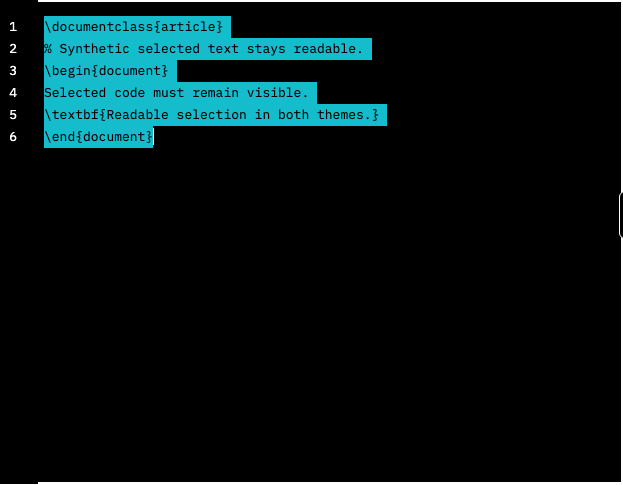 1 \documentclass{article}
2 % Synthetic selected text stays readable.
3 \begin{document}
4 Selected code must remain visible.
5 \textbf{Readable selection in both themes.}
6 \end{document}